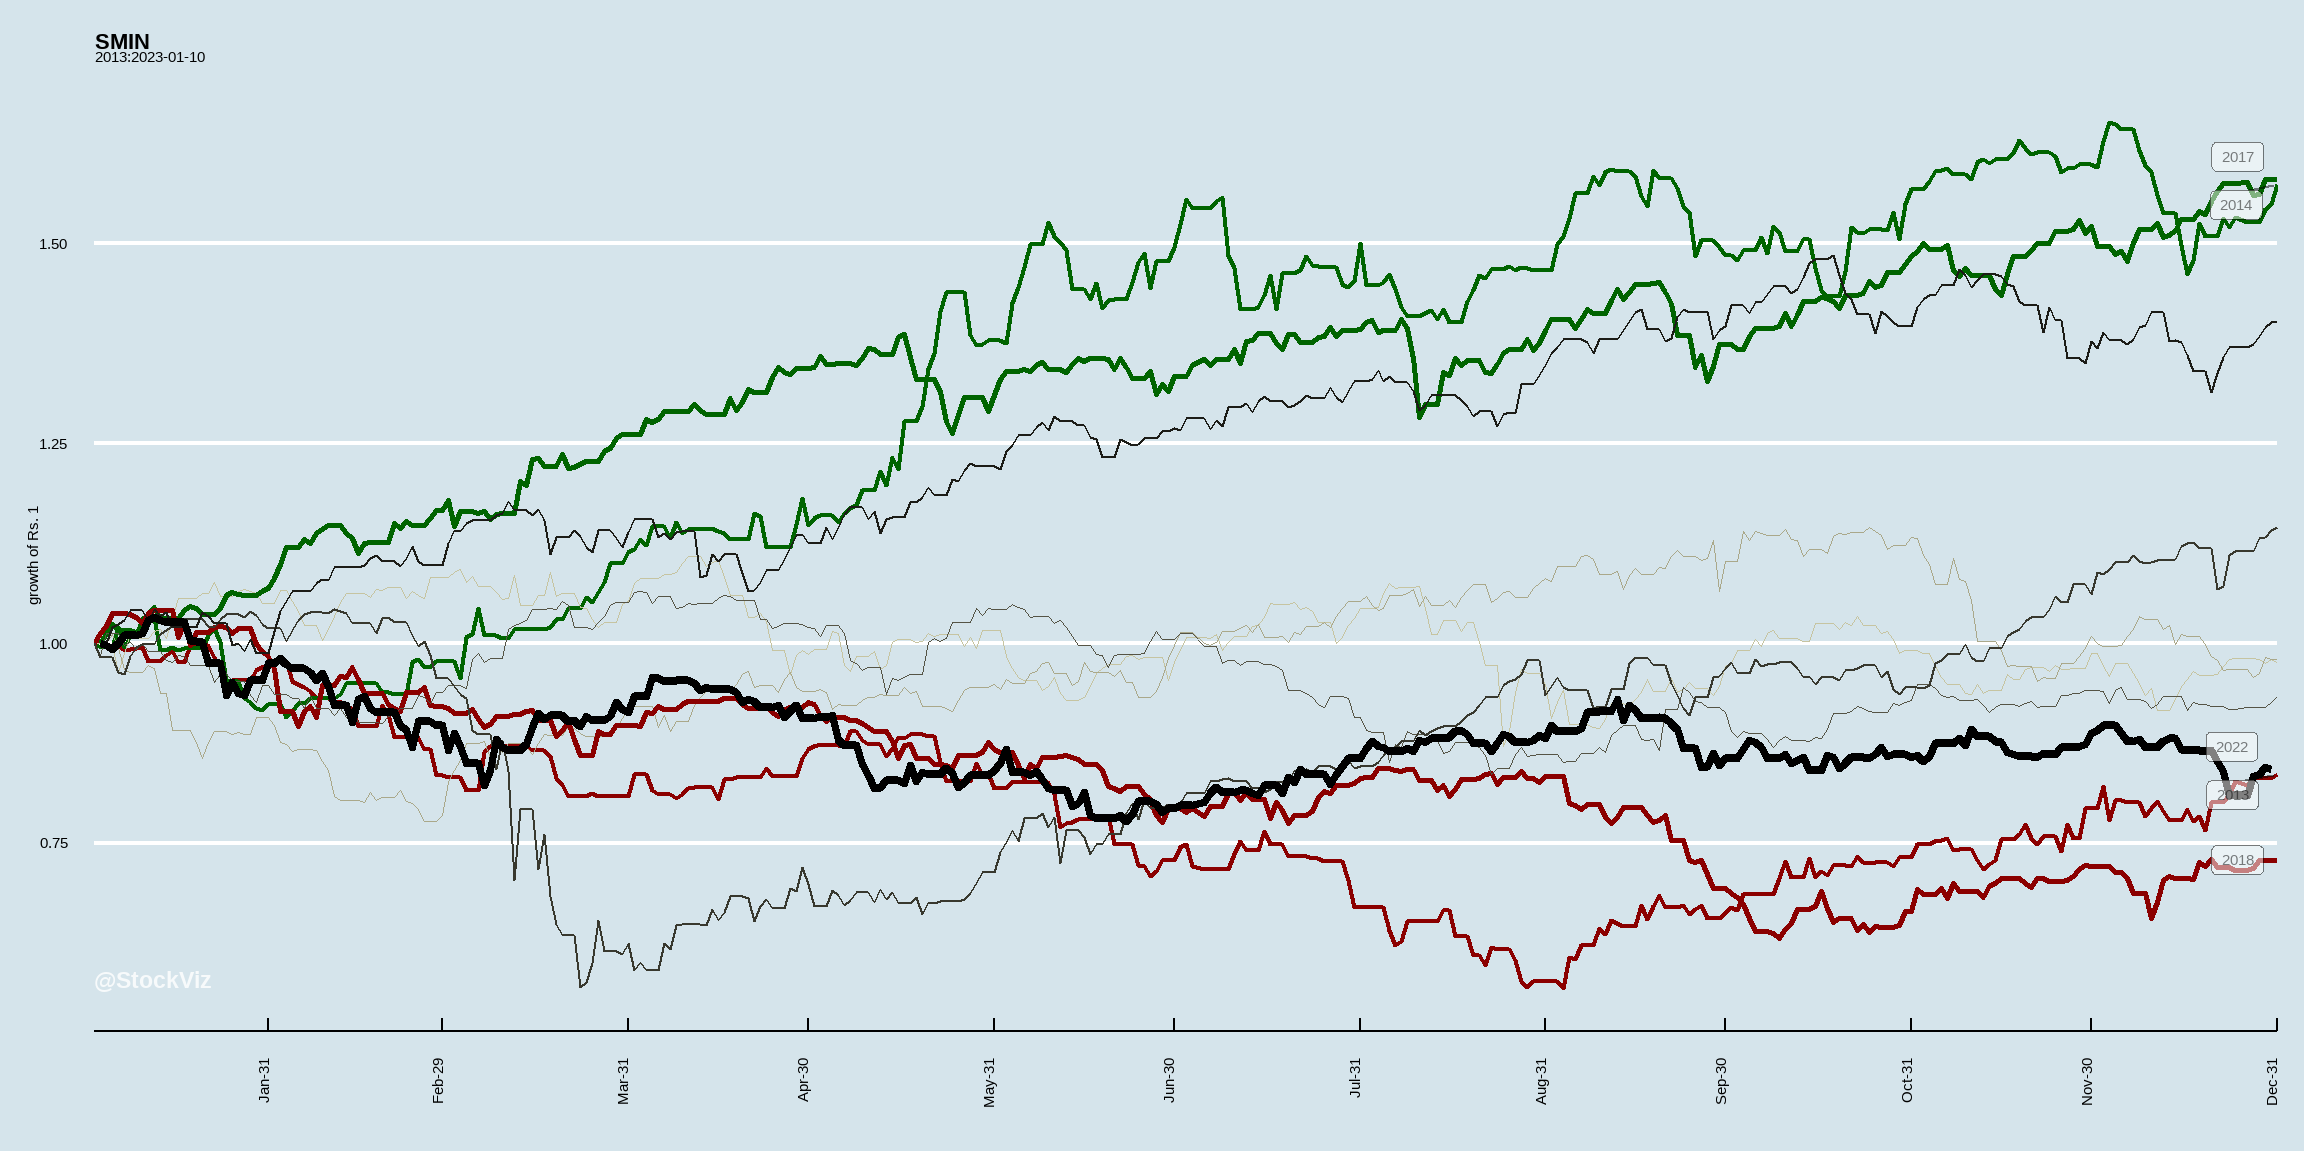 SMIN
2013:2023-01-10
growth of Rs. 1
1.50
1.25
1.00
0.75
2017
2014
2022
2013
2018
@StockViz
Jan-31
Feb-29
Mar-31
Apr-30
May-31
Jun-30
Jul-31
Aug-31
Sep-30
Oct-31
Nov-30
Dec-31